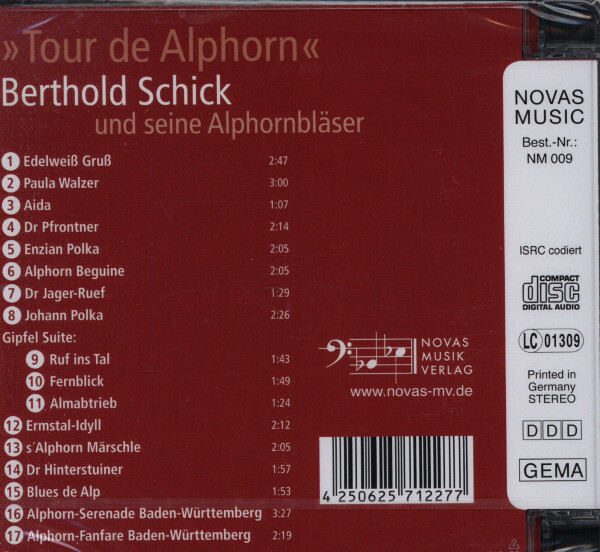 »Tour de Alphorn«
Berthold Schick
und seine Alphornbläser
1 Edelweiß Gruß 2:47
2 Paula Walzer 3:00
3 Aida 1:07
4 Dr Pfrontner 2:14
5 Enzian Polka 2:05
6 Alphorn Beguine 2:05
7 Dr Jager-Ruef 1:29
8 Johann Polka 2:26
Gipfel Suite:
9 Ruf ins Tal 1:43
10 Fernblick 1:49
11 Almabtrieb 1:24
12 Ermstal-Idyll 2:12
13 s´Alphorn Märschle 2:05
14 Dr Hinterstuiner 1:57
15 Blues de Alp 1:53
16 Alphorn-Serenade Baden-Württemberg 3:27
17 Alphorn-Fanfare Baden-Württemberg 2:19
NOVAS
MUSIK
VERLAG
www.novas-mv.de
4 250625 712277
NOVAS
MUSIC
Best.-Nr.:
NM 009
ISRC codiert
COMPACT
disc
DIGITAL AUDIO
LC 01309
Printed in
Germany
STEREO
D D D
GEMA